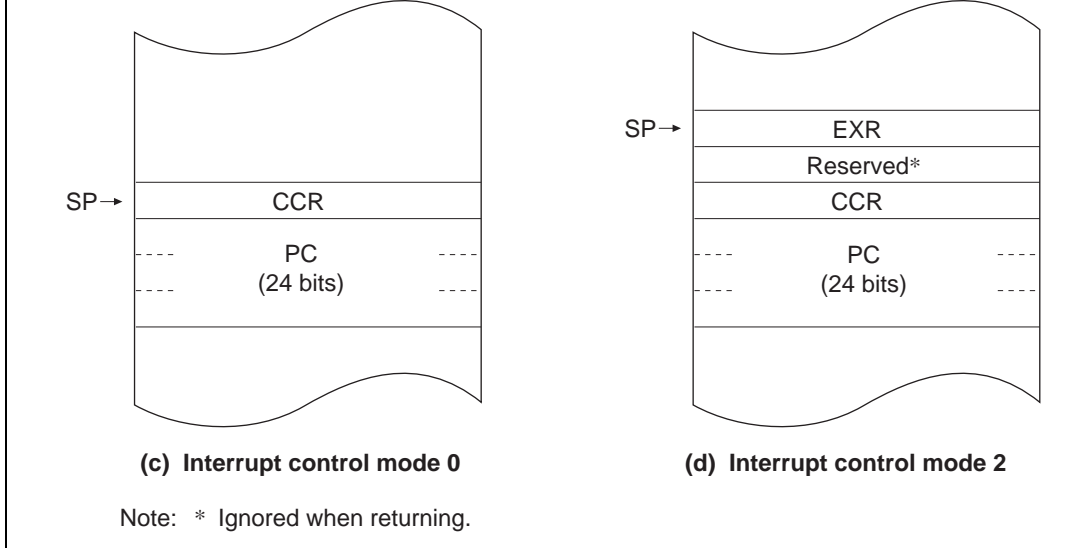 SP→ CCR
PC
(24 bits)
(c) Interrupt control mode 0
SP→ EXR
Reserved*
CCR
PC
(24 bits)
(d) Interrupt control mode 2
Note: * Ignored when returning.